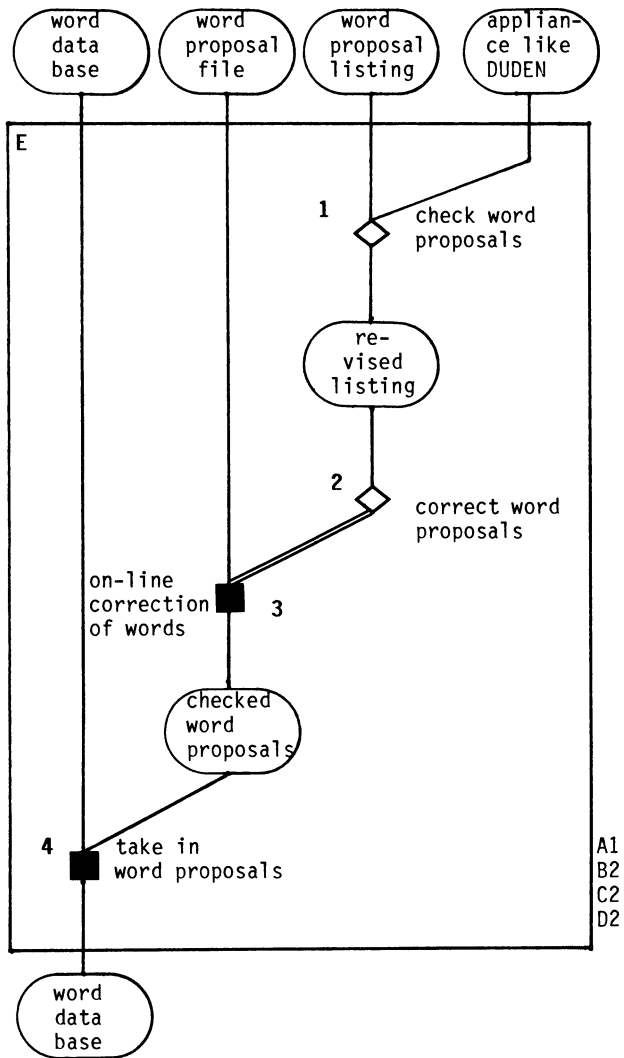 word
data
base
word
proposal
file
word
proposal
listing
applian-
ce like
DUDEN
E
1
check word
proposals
re-
vised
listing
2
correct word
proposals
on-line
correction
of words
3
checked
word
proposals
4
take in
word proposals
A1
B2
C2
D2
word
data
base